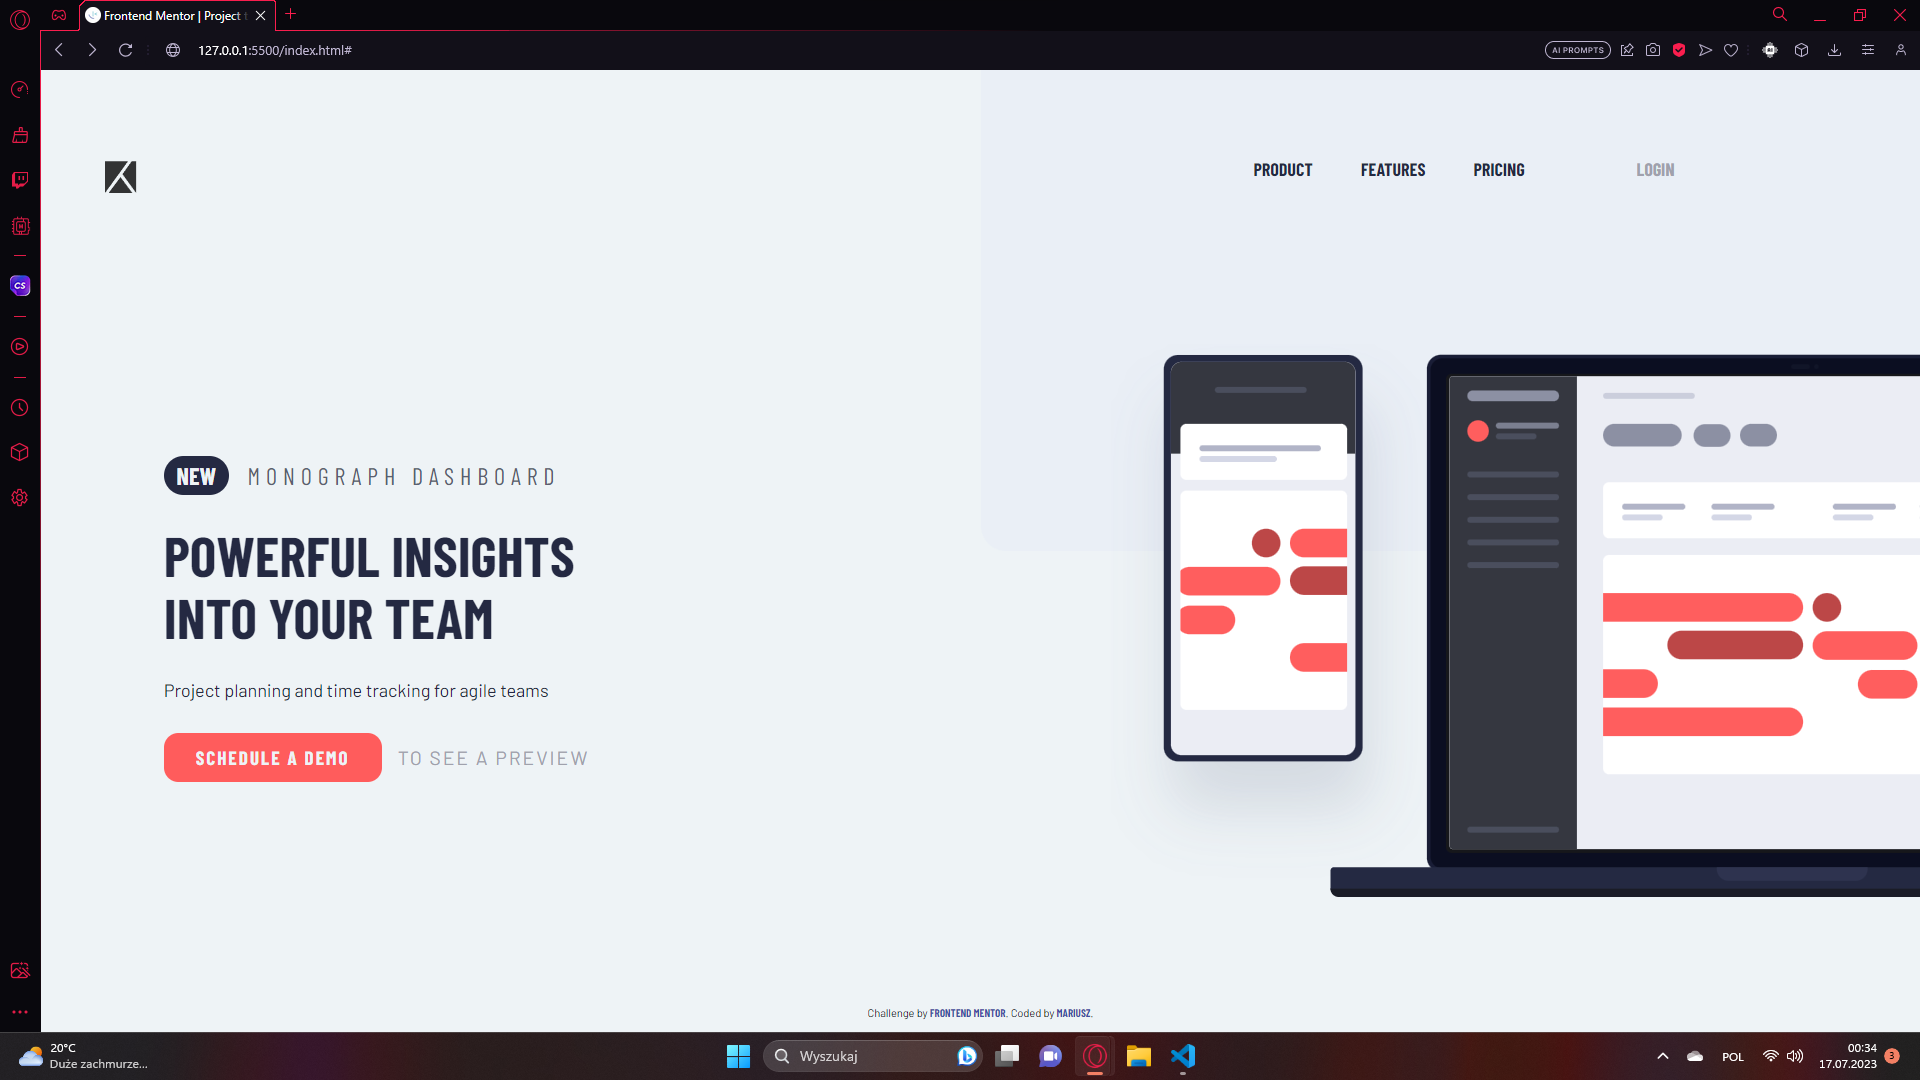 Frontend Mentor | Project t
127.0.0.1:5500/index.html#
AI PROMPTS
CS
PRODUCT
FEATURES
PRICING
LOGIN
NEW
MONOGRAPH DASHBOARD
POWERFUL INSIGHTS
INTO YOUR TEAM
Project planning and time tracking for agile teams
SCHEDULE A DEMO
TO SEE A PREVIEW
Challenge by FRONTEND MENTOR. Coded by MARIUSZ.
20°C
Duże zachmurze...
Wyszukaj
POL
00:34
17.07.2023
3